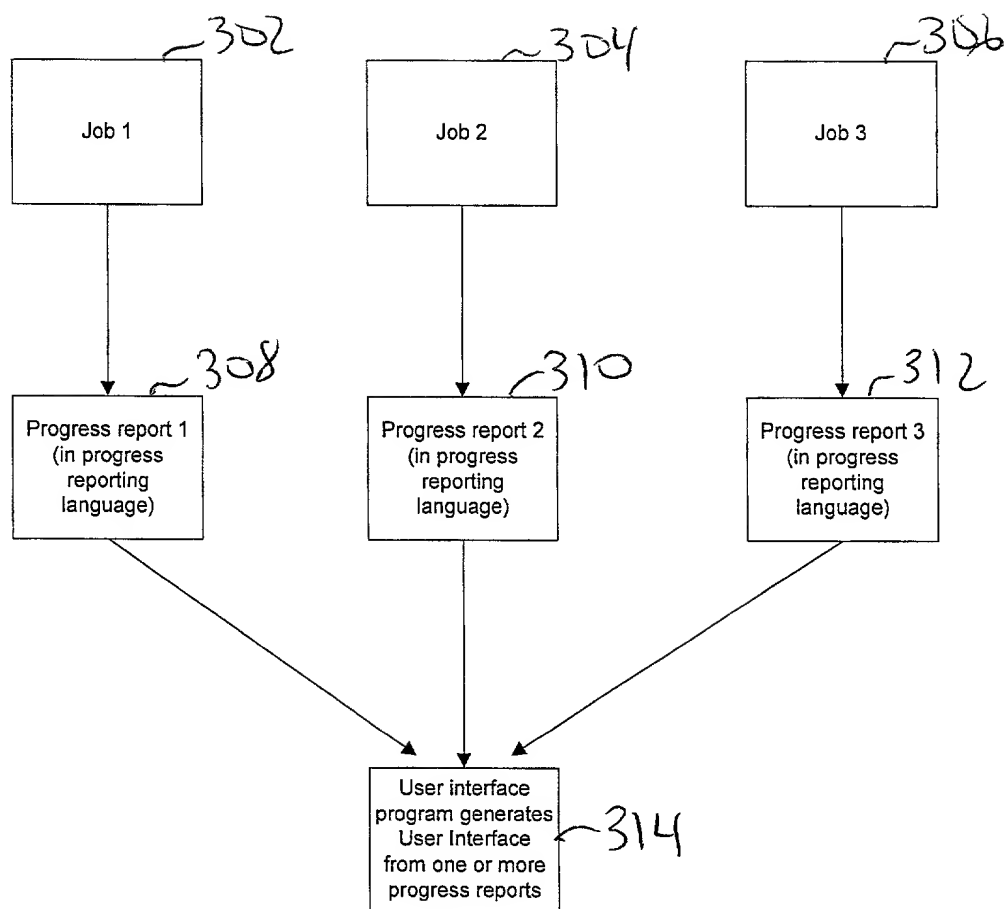 302
304
306
Job 1
Job 2
Job 3
308
310
312
Progress report 1
(in progress
reporting
language)
Progress report 2
(in progress
reporting
language)
Progress report 3
(in progress
reporting
language)
User interface
program generates
User Interface
from one or more
progress reports
314